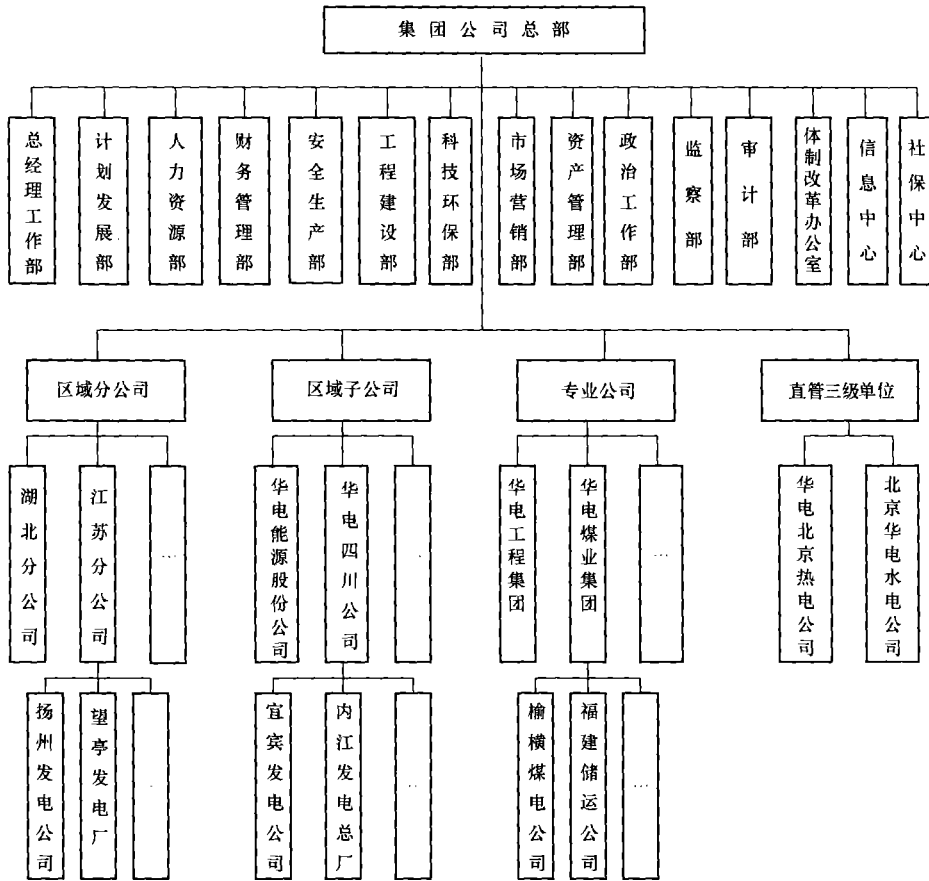 集团公司总部
总经理工作部
计划发展部
人力资源部
财务管理部
安全生产部
工程建设部
科技环保部
市场营销部
资产管理部
政治工作部
监察部
审计部
体制改革办公室
信息中心
社保中心
区域分公司
区域子公司
专业公司
直管三级单位
湖北分公司
江苏分公司
…
华电能源股份公司
华电四川公司
.
华电工程集团
华电煤业集团
…
华电北京热电公司
北京华电水电公司
扬州发电公司
望亭发电厂
.
宜宾发电公司
内江发电总厂
..
榆横煤电公司
福建储运公司
…